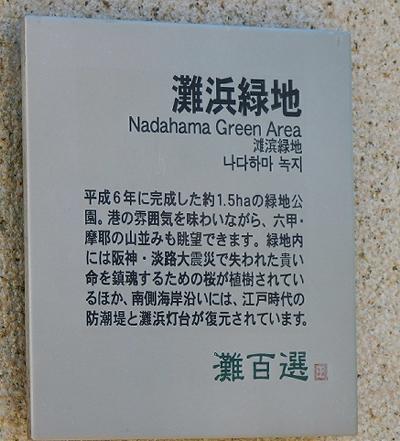 灘浜緑地
Nadahama Green Area
滩滨緑地
나다하마 녹지
平成6年に完成した約1.5haの緑地公
園。港の雰囲気を味わいながら、六甲・
摩耶の山並みも眺望できます。緑地内
には阪神・淡路大震災で失われた貴い
命を鎮魂するための桜が植樹されてい
るほか、南側海岸沿いには、江戸時代の
防潮堤と灘浜灯台が復元されています。
灘百選